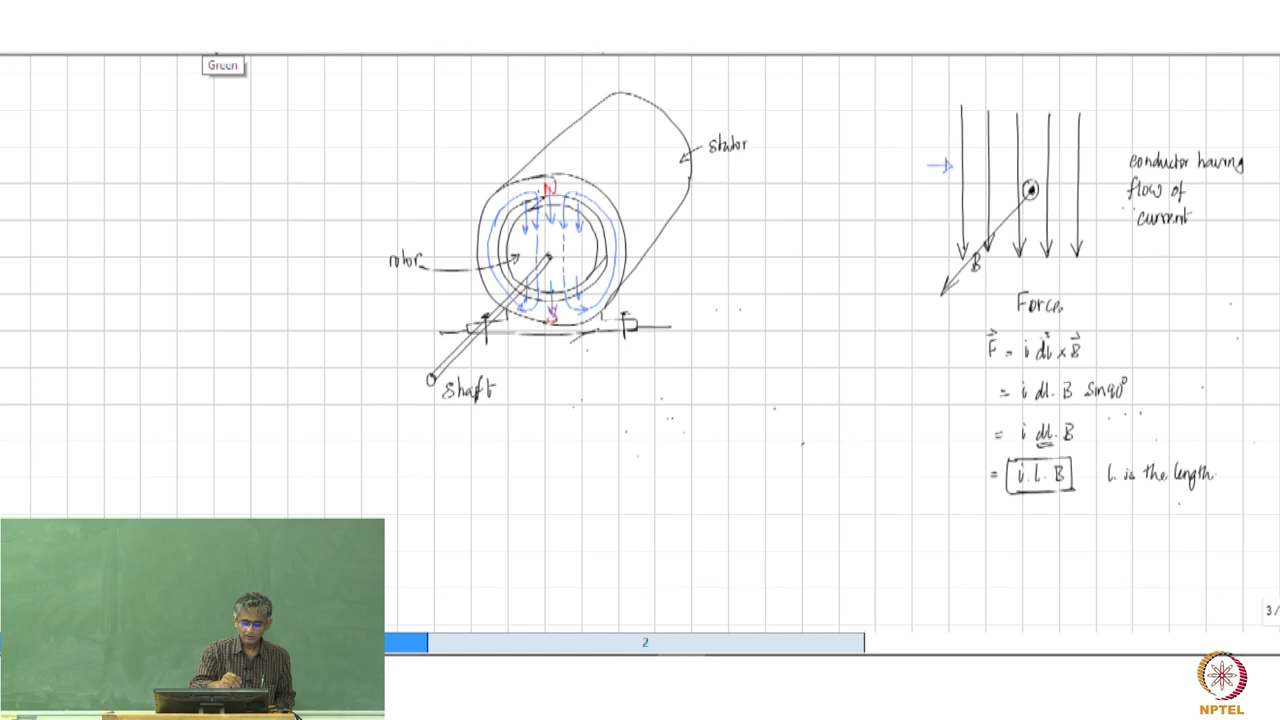 Green
stator
N
rotor
S
shaft
conductor having
flow of
current
B
Force
F = i dl × B
= i dl. B sin90°
= i dl. B
= i. L. B L is the length
3/
2
NPTEL